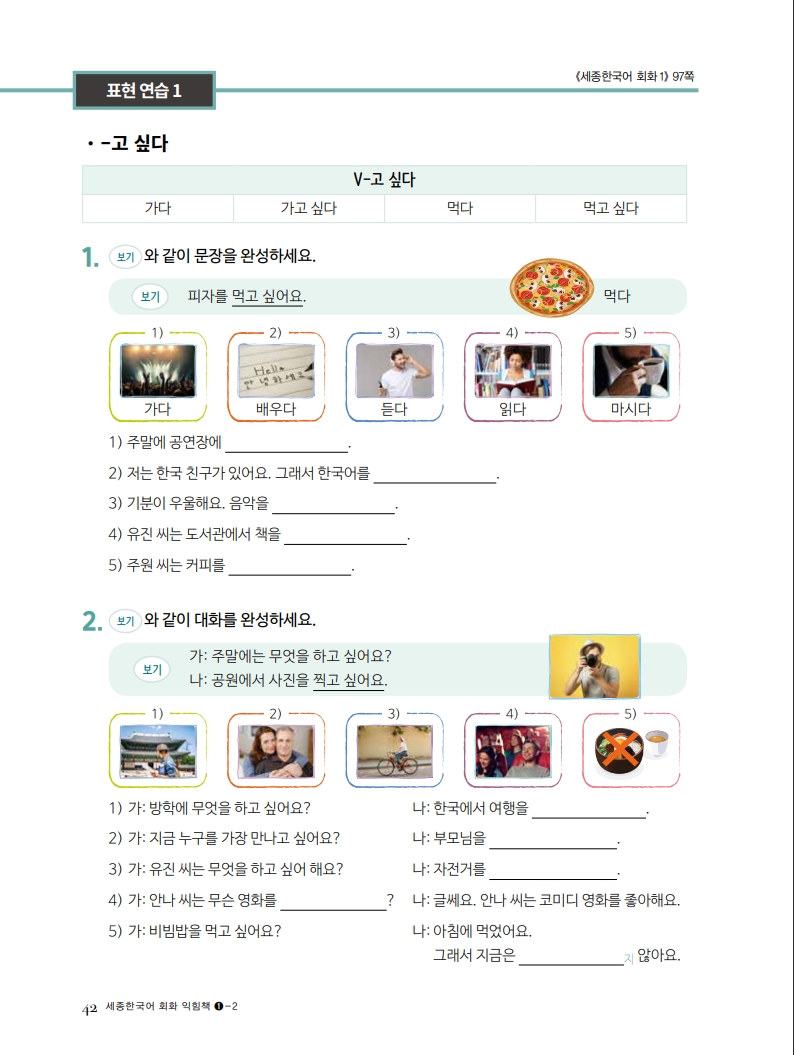 《세종한국어 회화 1》 97쪽
표현 연습 1
· -고 싶다
V-고 싶다
가다 가고 싶다 먹다 먹고 싶다
1. 보기 와 같이 문장을 완성하세요.
보기 피자를 먹고 싶어요. 먹다
1) 2) 3) 4) 5)
Hello
안녕하세요
가다 배우다 듣다 읽다 마시다
1) 주말에 공연장에 ____________.
2) 저는 한국 친구가 있어요. 그래서 한국어를 ____________.
3) 기분이 우울해요. 음악을 ____________.
4) 유진 씨는 도서관에서 책을 ____________.
5) 주원 씨는 커피를 ____________.
2. 보기 와 같이 대화를 완성하세요.
보기 가: 주말에는 무엇을 하고 싶어요?
나: 공원에서 사진을 찍고 싶어요.
1) 2) 3) 4) 5)
1) 가: 방학에 무엇을 하고 싶어요? 나: 한국에서 여행을 ____________.
2) 가: 지금 누구를 가장 만나고 싶어요? 나: 부모님을 ____________.
3) 가: 유진 씨는 무엇을 하고 싶어 해요? 나: 자전거를 ____________.
4) 가: 안나 씨는 무슨 영화를 ____________? 나: 글쎄요. 안나 씨는 코미디 영화를 좋아해요.
5) 가: 비빔밥을 먹고 싶어요? 나: 아침에 먹었어요.
그래서 지금은 ____________지 않아요.
42 세종한국어 회화 익힘책 ❶-2